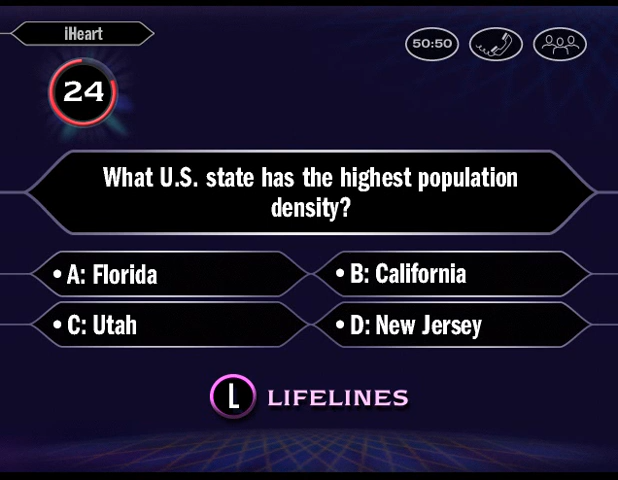 iHeart
50:50
24
What U.S. state has the highest population
density?
• A: Florida
• B: California
• C: Utah
• D: New Jersey
L LIFELINES